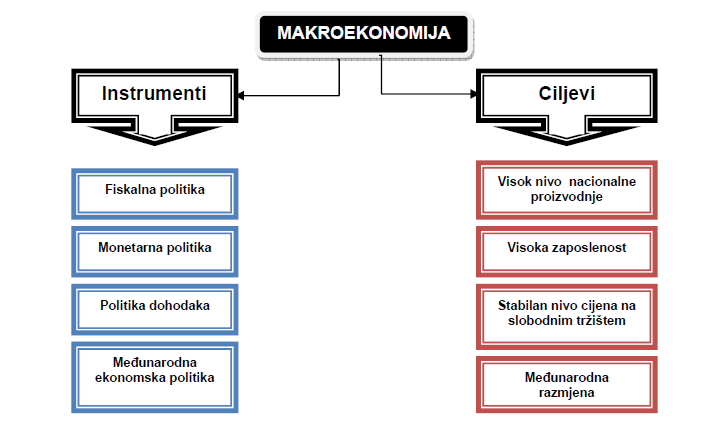 MAKROEKONOMIJA
Instrumenti
Fiskalna politika
Monetarna politika
Politika dohodaka
Međunarodna
ekonomska politika
Ciljevi
Visok nivo nacionalne
proizvodnje
Visoka zaposlenost
Stabilan nivo cijena na
slobodnim tržištem
Međunarodna
razmjena